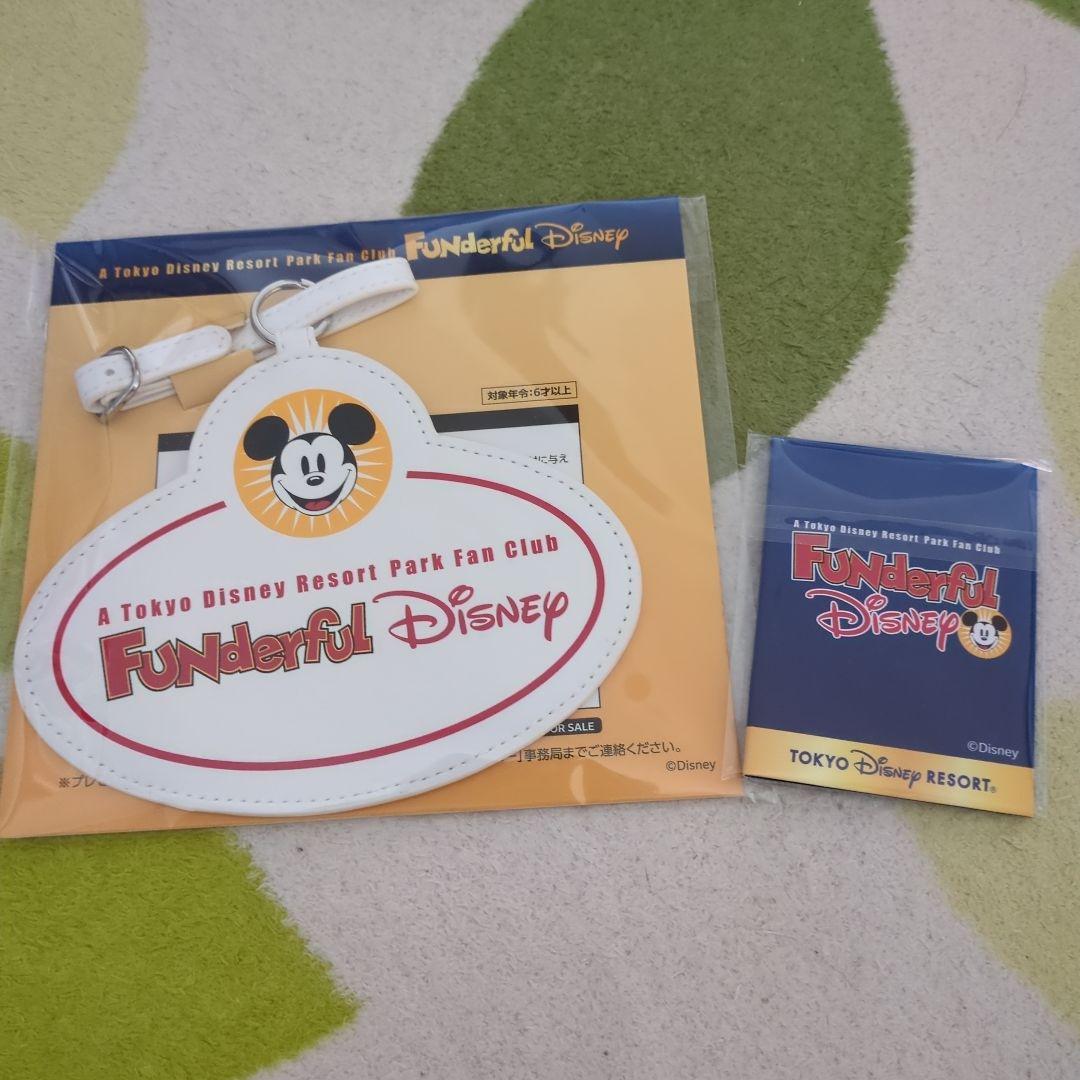 A Tokyo Disney Resort Park Fan Club FUNderful Disney
対象年令:6才以上
に与え
A Tokyo Disney Resort Park Fan Club
FUNderful Disney
OR SALE
」事務局までご連絡ください。
※プレ
©Disney
A Tokyo Disney Resort Park Fan Club
FUNderful
Disney
©Disney
TOKYO Disney RESORT®